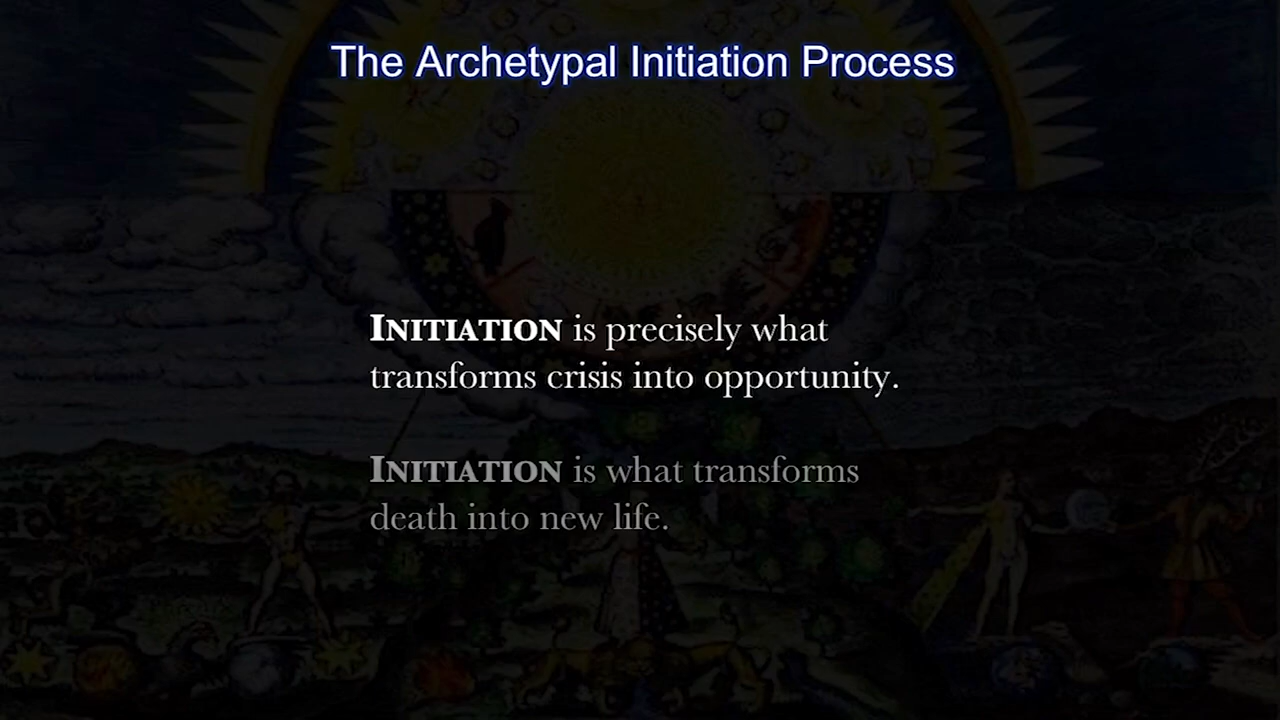 The Archetypal Initiation Process
INITIATION is precisely what
transforms crisis into opportunity.
INITIATION is what transforms
death into new life.